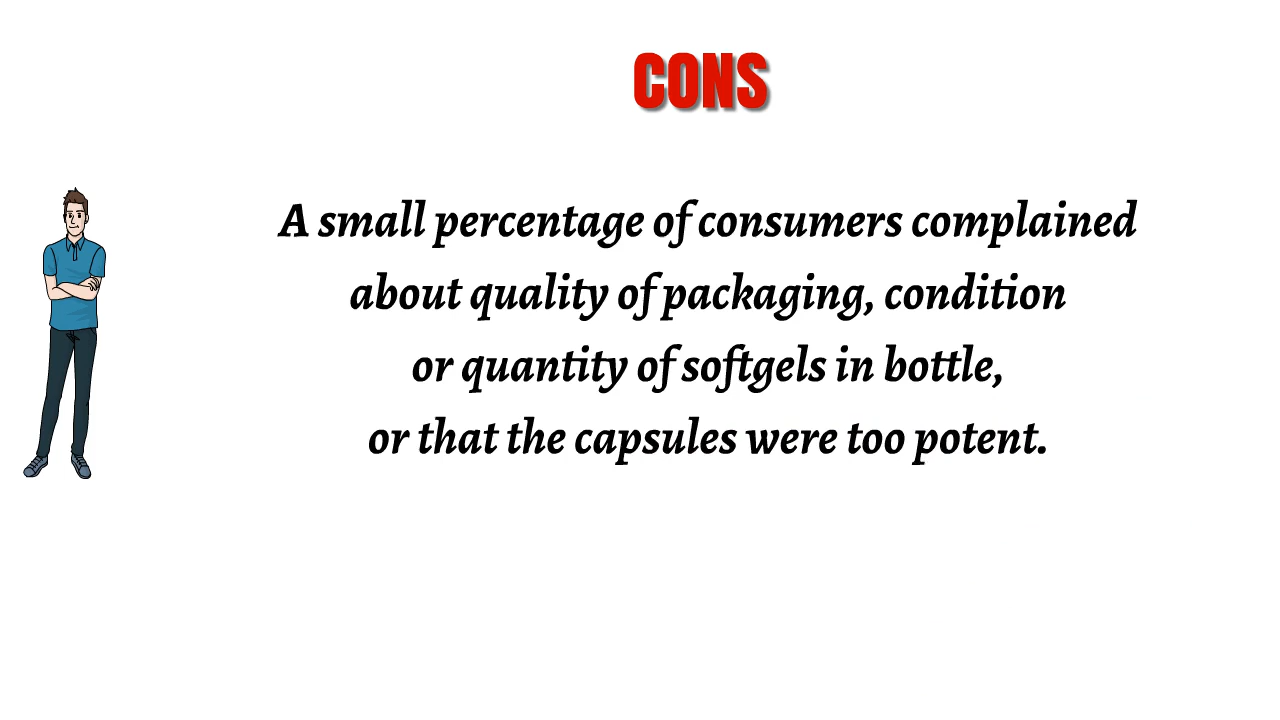 CONS
A small percentage of consumers complained
about quality of packaging, condition
or quantity of softgels in bottle,
or that the capsules were too potent.